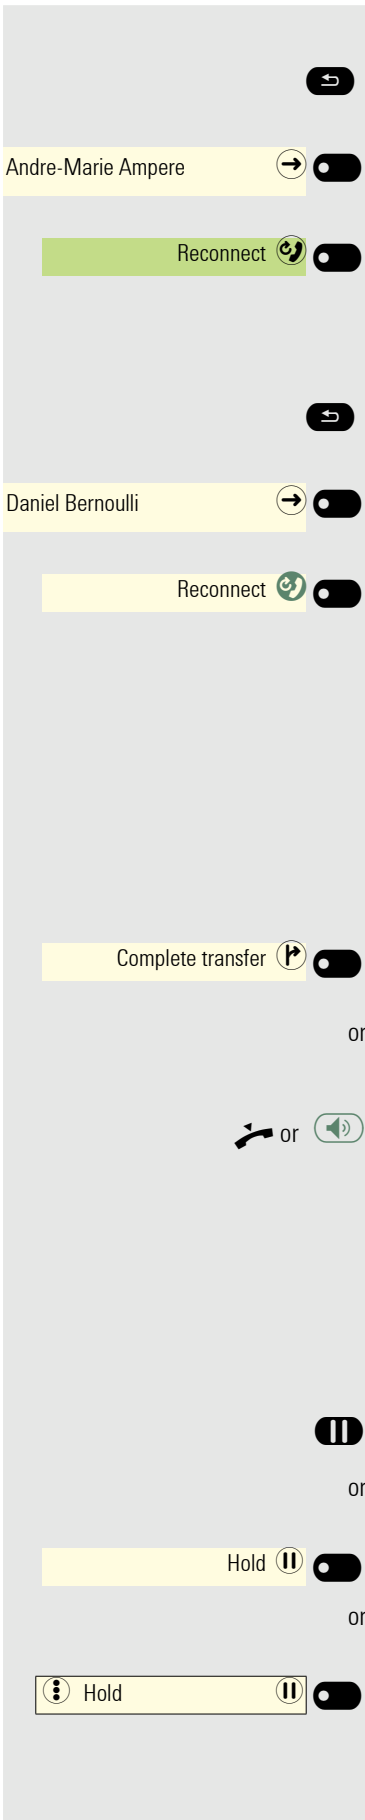 Andre-Marie Ampere
Reconnect
Daniel Bernoulli
Reconnect
Complete transfer
or
or
or
Hold
or
Hold